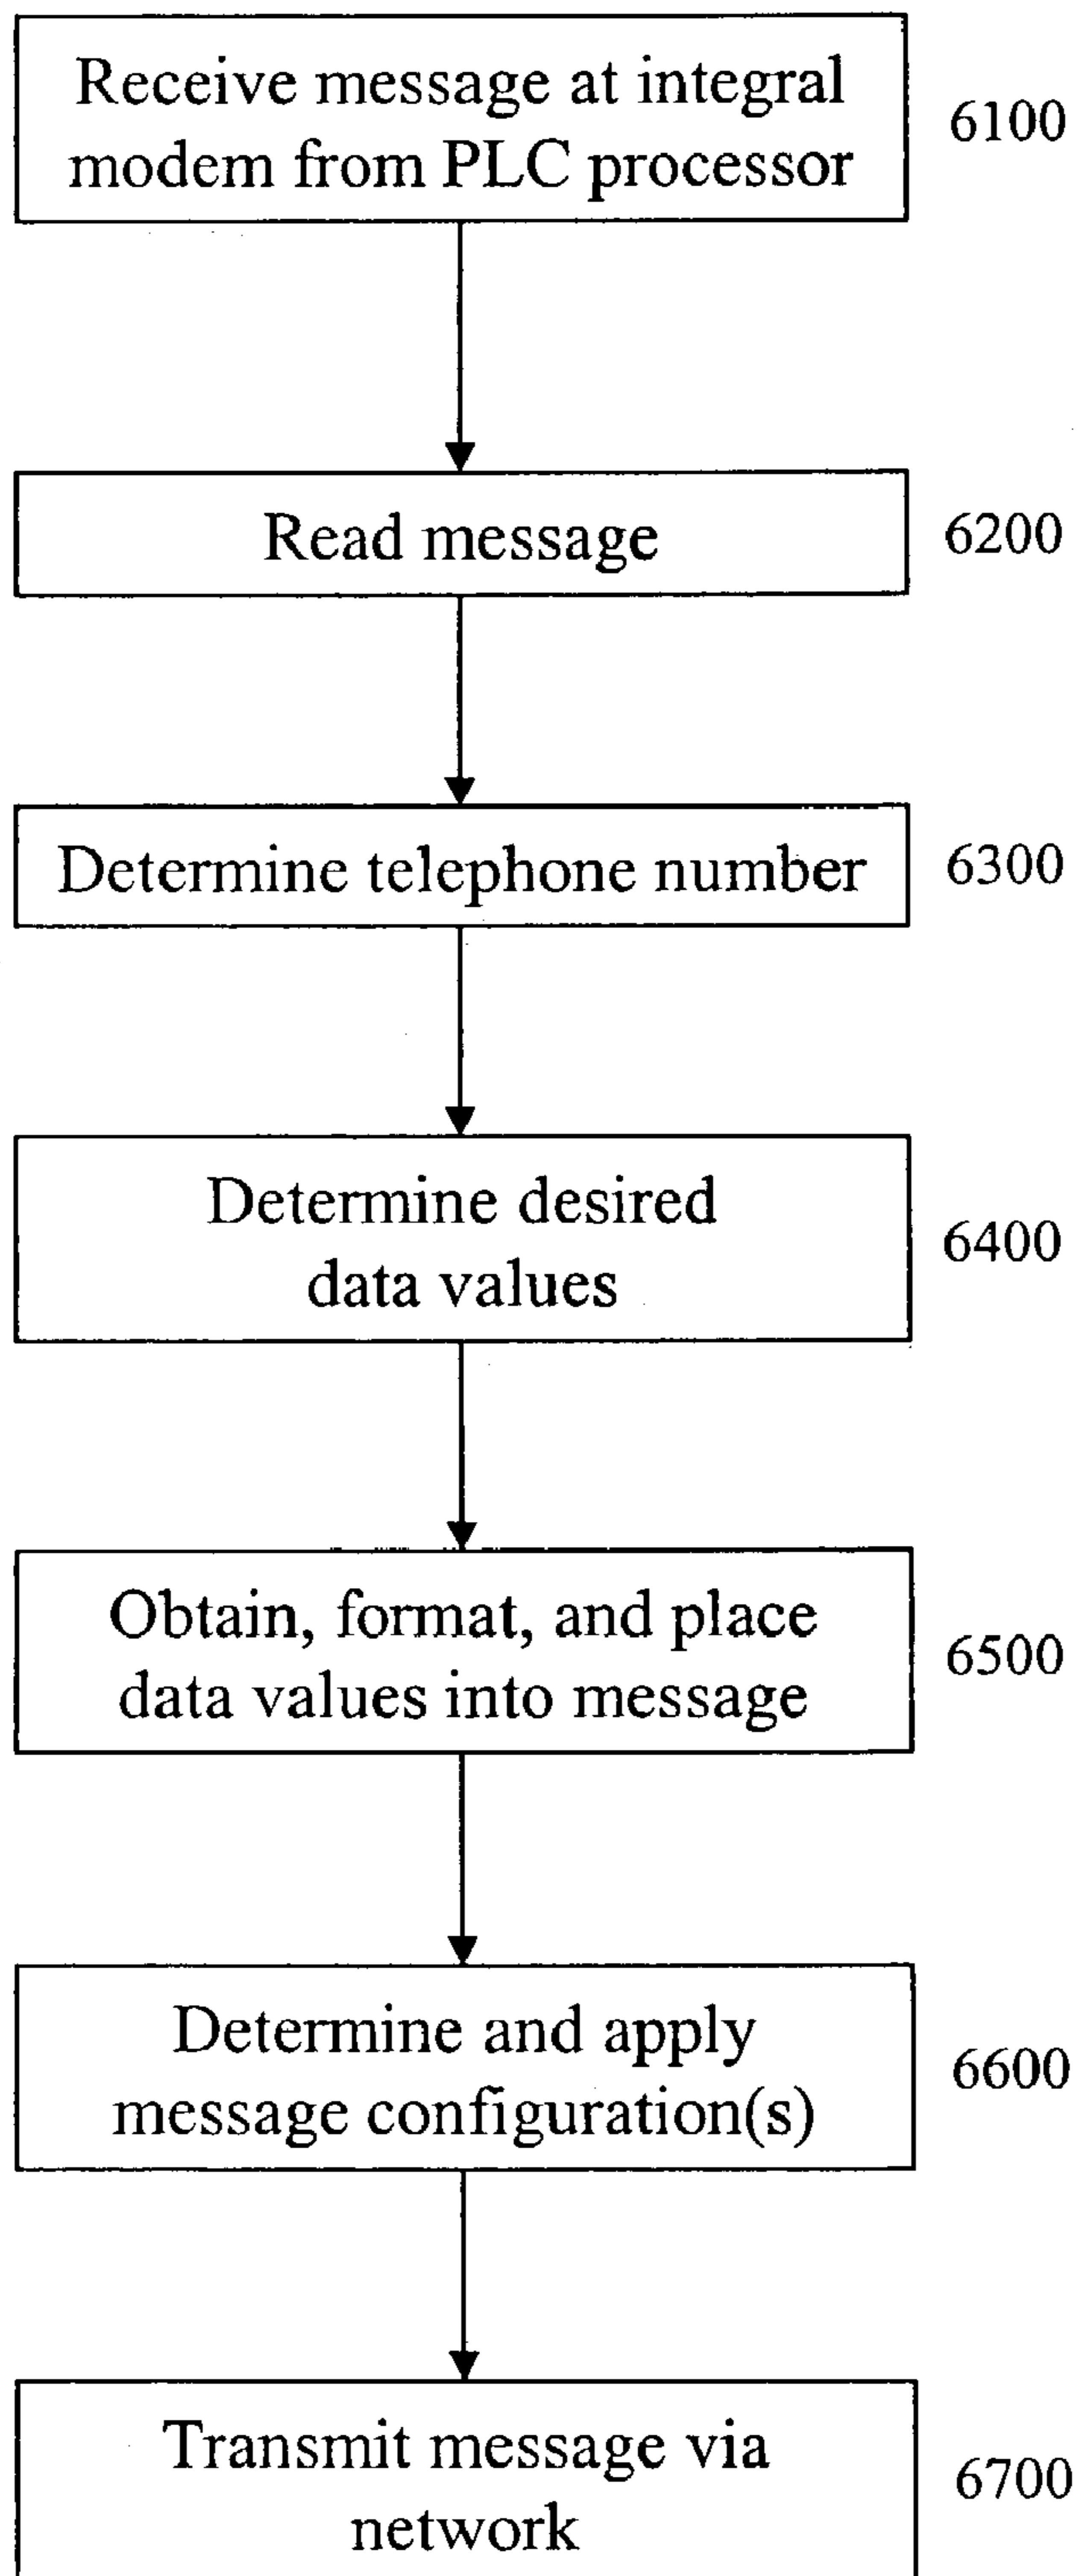 Receive message at integral
modem from PLC processor
6100
Read message
6200
Determine telephone number
6300
Determine desired
data values
6400
Obtain, format, and place
data values into message
6500
Determine and apply
message configuration(s)
6600
Transmit message via
network
6700